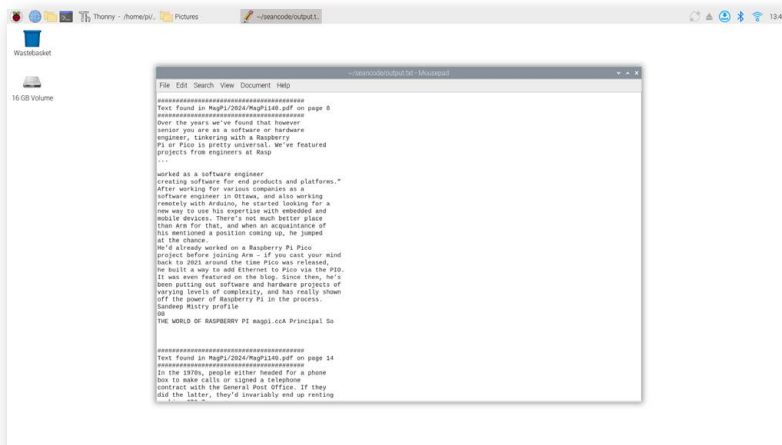 Thonny - /home/pi/..
Pictures
~/seancode/output.t..
13:4
Wastebasket
16 GB Volume
~/seancode/output.txt - Mousepad
File Edit Search View Document Help
########################################
Text found in MagPi/2024/MagPi140.pdf on page 8
########################################
Over the years we've found that however
senior you are as a software or hardware
engineer, tinkering with a Raspberry
Pi or Pico is pretty universal. We've featured
projects from engineers at Rasp
...
worked as a software engineer
creating software for end products and platforms."
After working for various companies as a
software engineer in Ottawa, and also working
remotely with Arduino, he started looking for a
new way to use his expertise with embedded and
mobile devices. There's not much better place
than Arm for that, and when an acquaintance of
his mentioned a position coming up, he jumped
at the chance.
He'd already worked on a Raspberry Pi Pico
project before joining Arm – if you cast your mind
back to 2021 around the time Pico was released,
he built a way to add Ethernet to Pico via the PIO.
It was even featured on the blog. Since then, he's
been putting out software and hardware projects of
varying levels of complexity, and has really shown
off the power of Raspberry Pi in the process.
Sandeep Mistry profile
08
THE WORLD OF RASPBERRY PI magpi.ccA Principal So
########################################
Text found in MagPi/2024/MagPi140.pdf on page 14
########################################
In the 1970s, people either headed for a phone
box to make calls or signed a telephone
contract with the General Post Office. If they
did the latter, they'd invariably end up renting